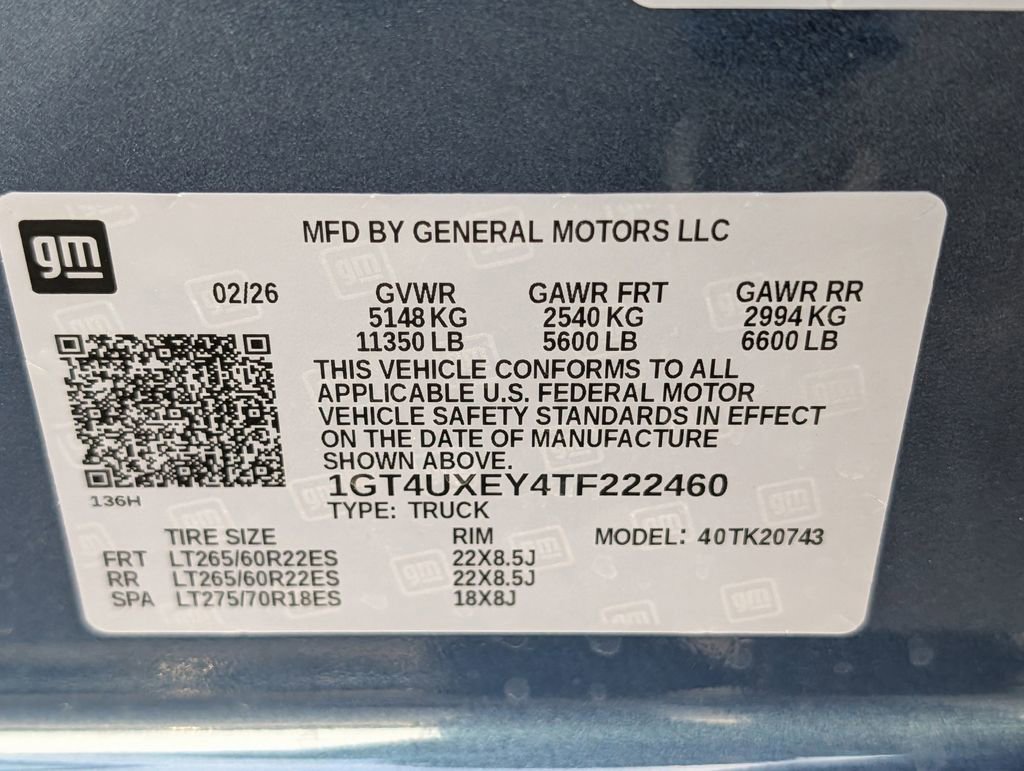 gm
MFD BY GENERAL MOTORS LLC
02/26 GVWR GAWR FRT GAWR RR
5148 KG 2540 KG 2994 KG
11350 LB 5600 LB 6600 LB
THIS VEHICLE CONFORMS TO ALL
APPLICABLE U.S. FEDERAL MOTOR
VEHICLE SAFETY STANDARDS IN EFFECT
ON THE DATE OF MANUFACTURE
SHOWN ABOVE.
136H
1GT4UXEY4TF222460
TYPE: TRUCK
TIRE SIZE RIM MODEL: 40TK20743
FRT LT265/60R22ES 22X8.5J
RR LT265/60R22ES 22X8.5J
SPA LT275/70R18ES 18X8J